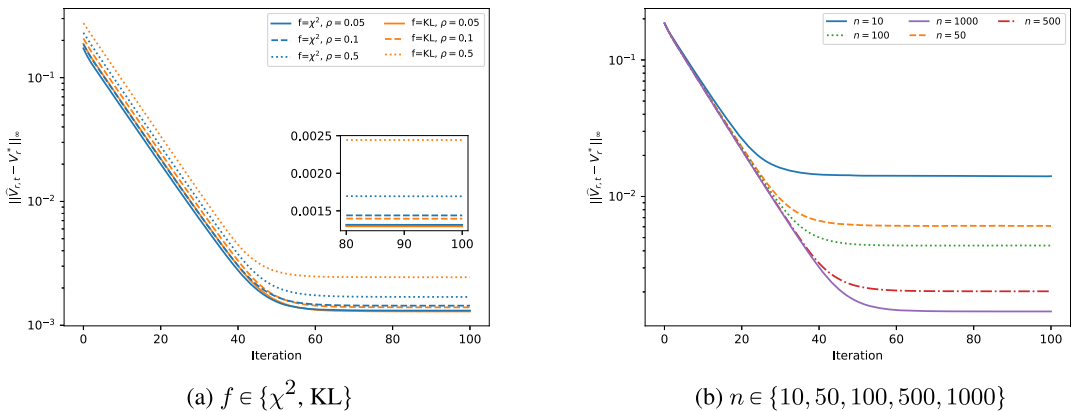 f=χ², ρ = 0.05 f=KL, ρ = 0.05
f=χ², ρ = 0.1 f=KL, ρ = 0.1
f=χ², ρ = 0.5 f=KL, ρ = 0.5
10⁻¹
10⁻²
10⁻³
||V̂_{r,t} − V_r^*||_∞
0.0025
0.0020
0.0015
80 90 100
0 20 40 60 80 100
Iteration
(a) f ∈ {χ², KL}
n = 10 n = 1000 n = 500
n = 100 n = 50
10⁻¹
10⁻²
||V̂_{r,t} − V_r^*||_∞
0 20 40 60 80 100
Iteration
(b) n ∈ {10, 50, 100, 500, 1000}